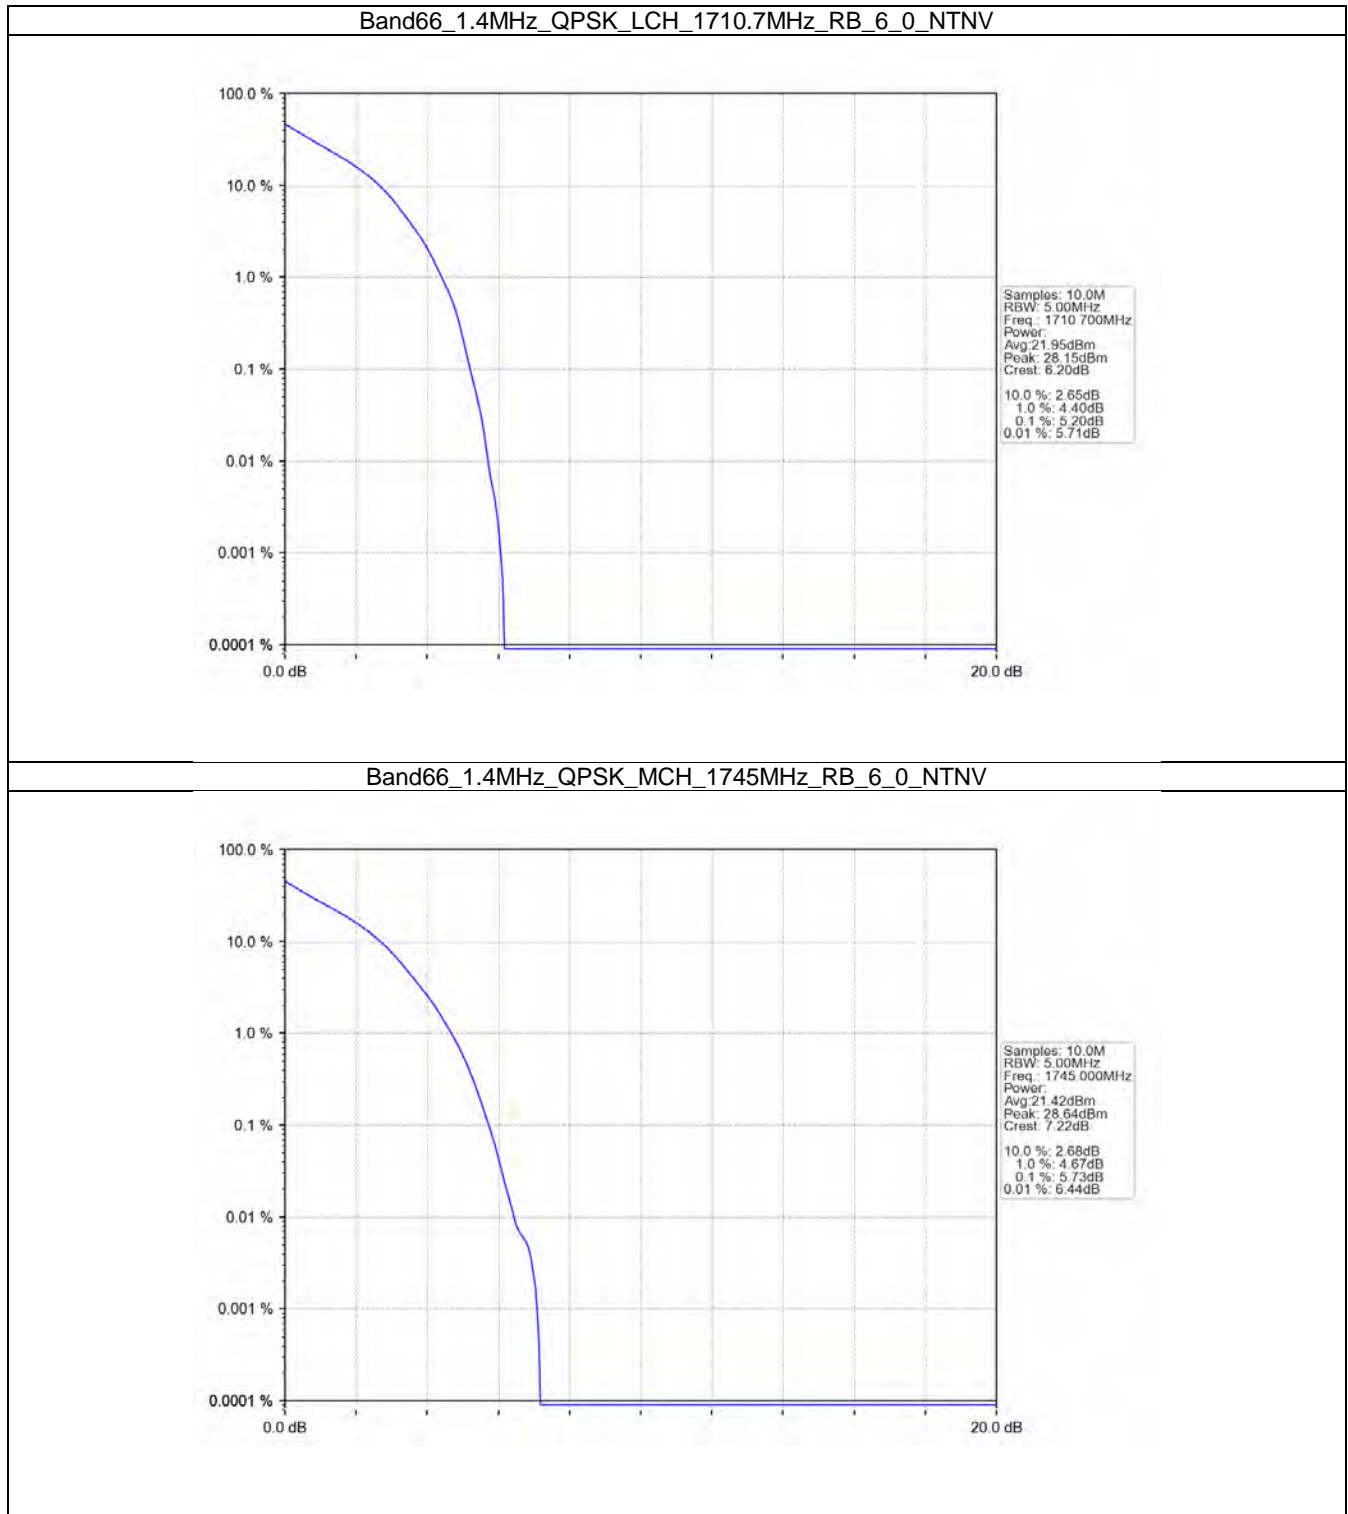 Band66_1.4MHz_QPSK_LCH_1710.7MHz_RB_6_0_NTNV
100.0 %
10.0 %
1.0 %
0.1 %
0.01 %
0.001 %
0.0001 %
0.0 dB
20.0 dB
Samples: 10.0M
RBW: 5.00MHz
Freq.: 1710.700MHz
Power:
Avg:21.95dBm
Peak: 28.15dBm
Crest: 6.20dB
10.0 %: 2.65dB
1.0 %: 4.40dB
0.1 %: 5.20dB
0.01 %: 5.71dB
Band66_1.4MHz_QPSK_MCH_1745MHz_RB_6_0_NTNV
100.0 %
10.0 %
1.0 %
0.1 %
0.01 %
0.001 %
0.0001 %
0.0 dB
20.0 dB
Samples: 10.0M
RBW: 5.00MHz
Freq.: 1745.000MHz
Power:
Avg:21.42dBm
Peak: 28.64dBm
Crest: 7.22dB
10.0 %: 2.68dB
1.0 %: 4.67dB
0.1 %: 5.73dB
0.01 %: 6.44dB